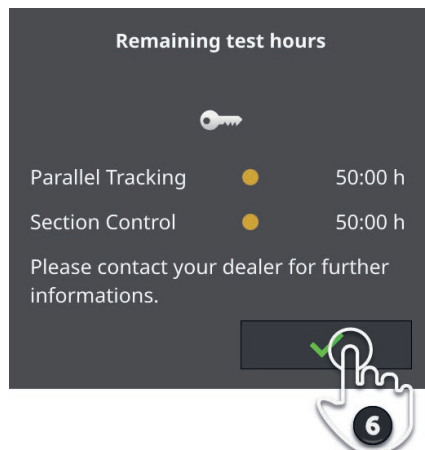 Remaining test hours
Parallel Tracking 50:00 h
Section Control 50:00 h
Please contact your dealer for further
informations.
6